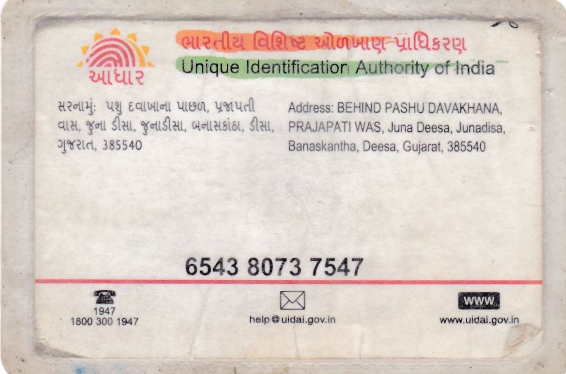 ભારતીય વિશિષ્ટ ઓળખાણ પ્રાધિકરણ
Unique Identification Authority of India
આધાર
સરનામું: પશુ દવાખાના પાછળ, પ્રજાપતી
વાસ, જુના ડીસા, જુનાડીસા, બનાસકાંઠા, ડીસા,
ગુજરાત, 385540
Address: BEHIND PASHU DAVAKHANA,
PRAJAPATI WAS, Juna Deesa, Junadisa,
Banaskantha, Deesa, Gujarat, 385540
6543 8073 7547
1947
1800 300 1947
help@uidai.gov.in
www
www.uidai.gov.in